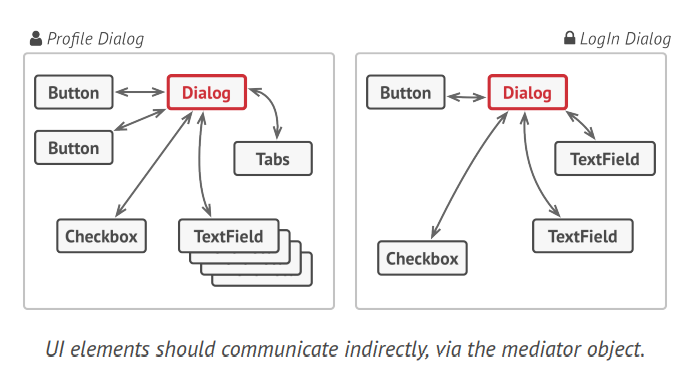 Profile Dialog
LogIn Dialog
Button
Dialog
Button
Tabs
Checkbox
TextField
Button
Dialog
TextField
TextField
Checkbox
UI elements should communicate indirectly, via the mediator object.